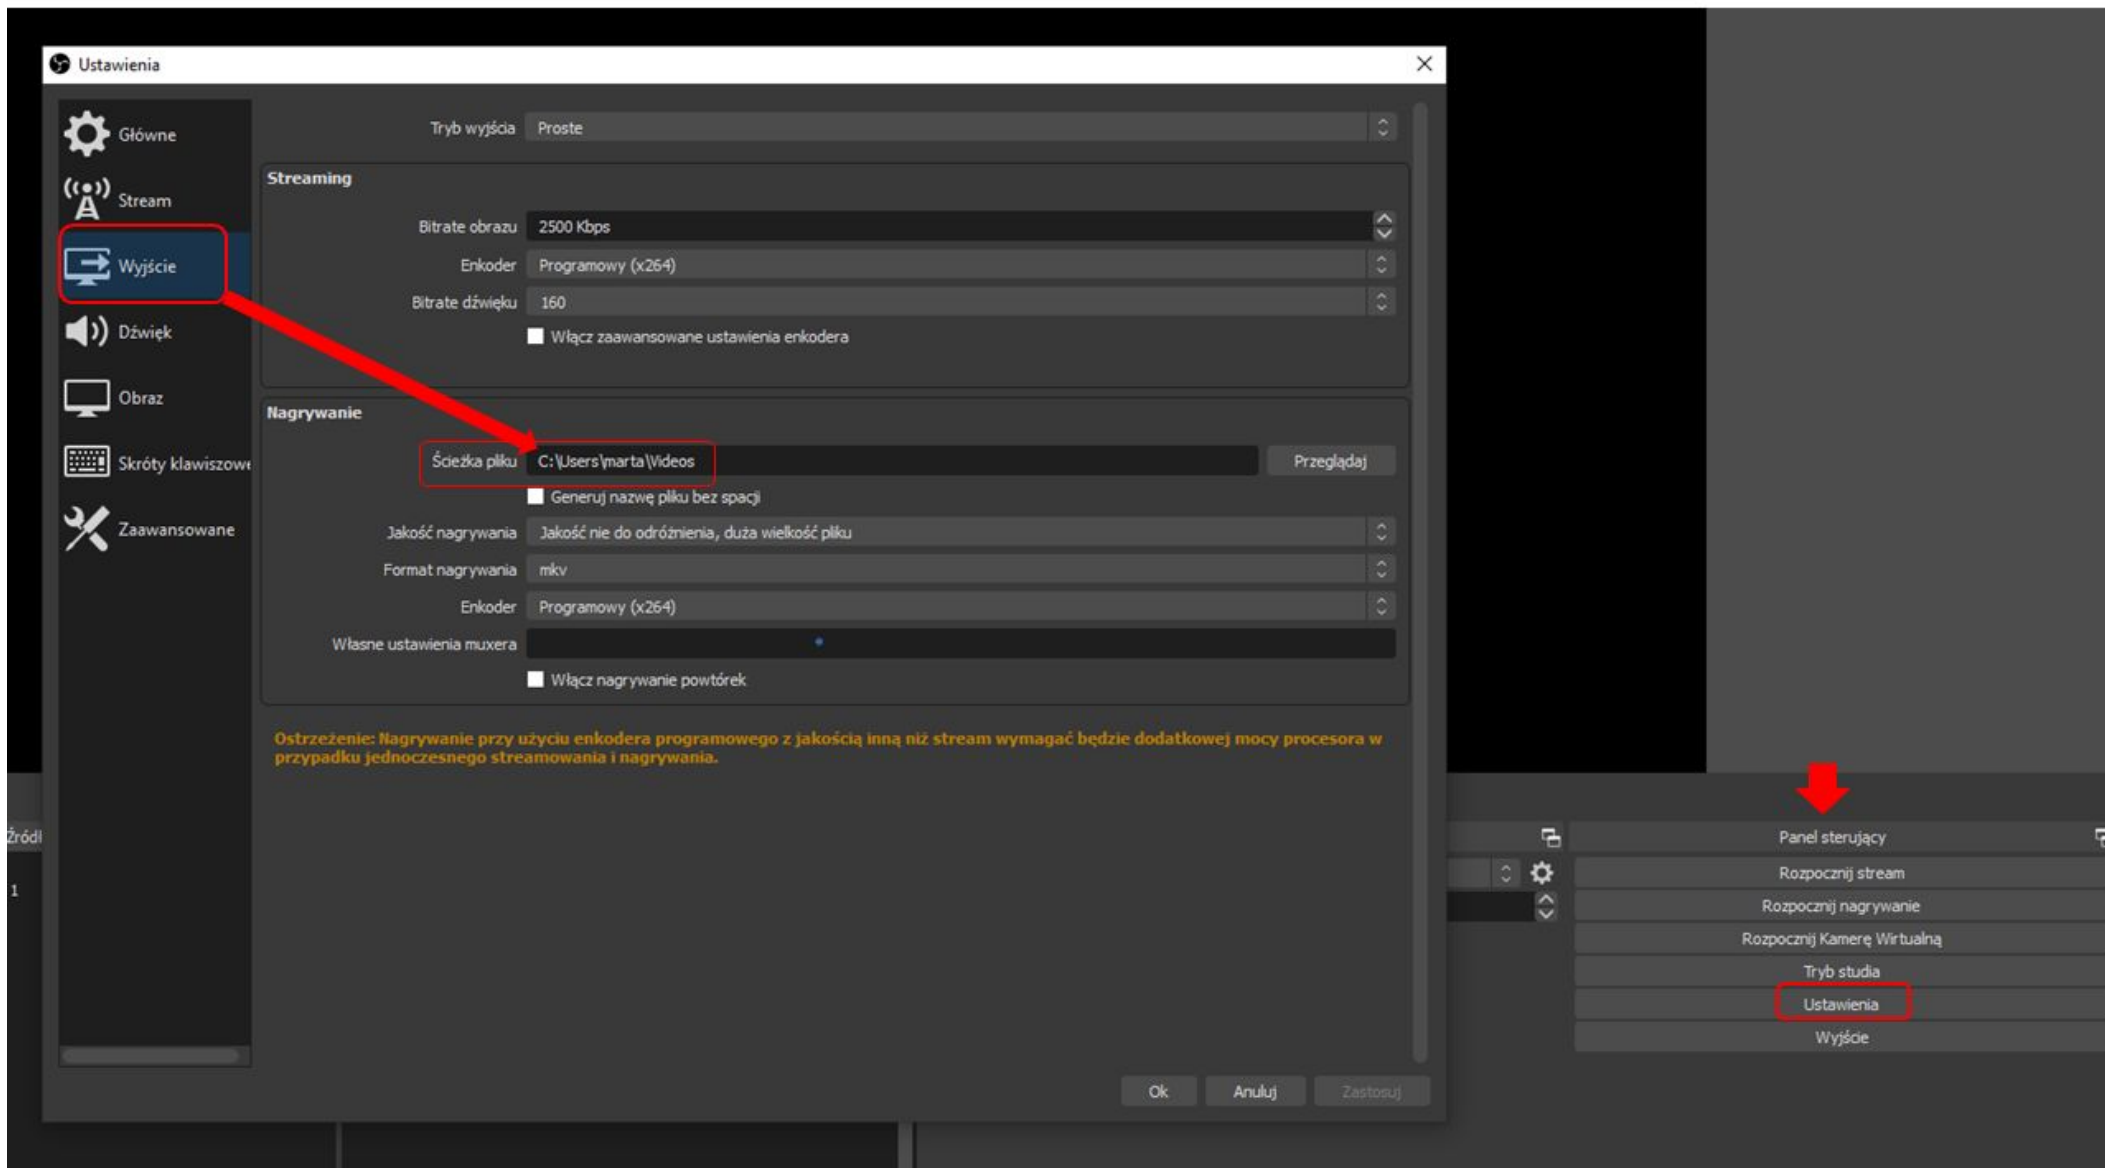 Ustawienia
Główne
Stream
Wyjście
Dźwięk
Obraz
Skróty klawiszowe
Zaawansowane
Tryb wyjścia Proste
Streaming
Bitrate obrazu 2500 Kbps
Enkoder Programowy (x264)
Bitrate dźwięku 160
Włącz zaawansowane ustawienia enkodera
Nagrywanie
Ścieżka pliku C:\Users\marta\Videos Przeglądaj
Generuj nazwę pliku bez spacji
Jakość nagrywania Jakość nie do odróżnienia, duża wielkość pliku
Format nagrywania mkv
Enkoder Programowy (x264)
Własne ustawienia muxera
Włącz nagrywanie powtórek
Ostrzeżenie: Nagrywanie przy użyciu enkodera programowego z jakością inną niż stream wymagać będzie dodatkowej mocy procesora w
przypadku jednoczesnego streamowania i nagrywania.
Ok Anuluj Zastosuj
Źródł
1
Panel sterujący
Rozpocznij stream
Rozpocznij nagrywanie
Rozpocznij Kamerę Wirtualną
Tryb studia
Ustawienia
Wyjście